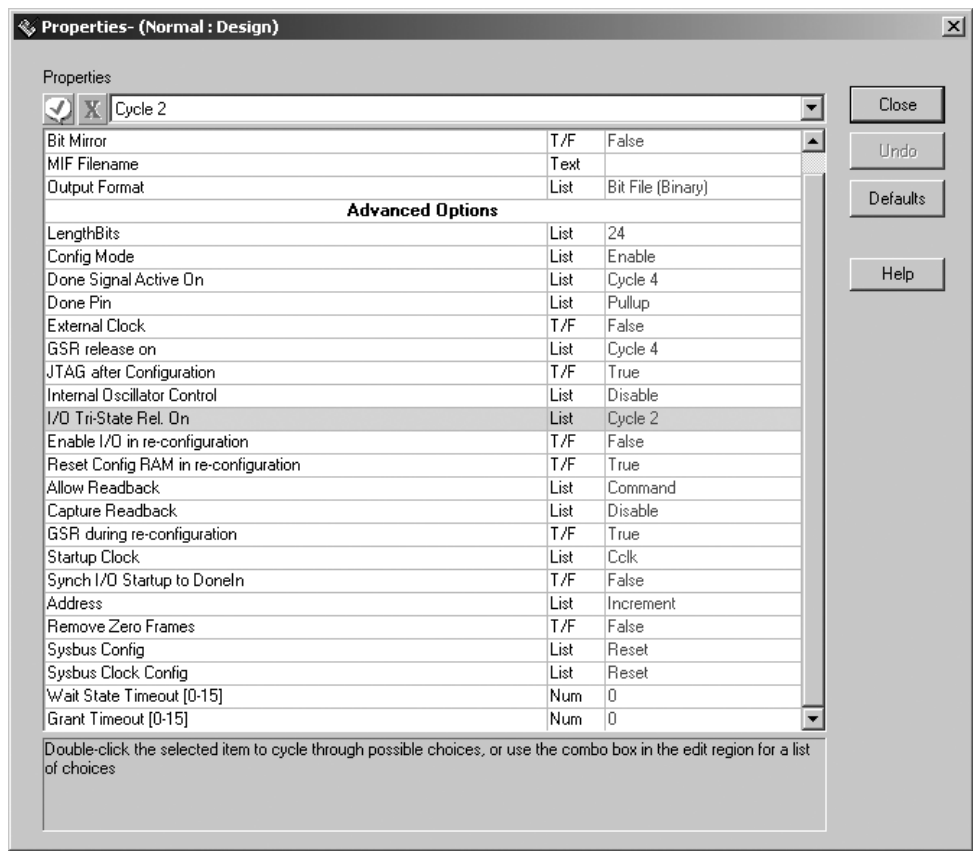 Properties- (Normal : Design)
Properties
Cycle 2
Close
Undo
Defaults
Help
Bit Mirror T/F False
MIF Filename Text
Output Format List Bit File (Binary)
Advanced Options
LengthBits List 24
Config Mode List Enable
Done Signal Active On List Cycle 4
Done Pin List Pullup
External Clock T/F False
GSR release on List Cycle 4
JTAG after Configuration T/F True
Internal Oscillator Control List Disable
I/O Tri-State Rel. On List Cycle 2
Enable I/O in re-configuration T/F False
Reset Config RAM in re-configuration T/F True
Allow Readback List Command
Capture Readback List Disable
GSR during re-configuration T/F True
Startup Clock List Cclk
Synch I/O Startup to DoneIn T/F False
Address List Increment
Remove Zero Frames T/F False
Sysbus Config List Reset
Sysbus Clock Config List Reset
Wait State Timeout [0-15] Num 0
Grant Timeout [0-15] Num 0
Double-click the selected item to cycle through possible choices, or use the combo box in the edit region for a list
of choices